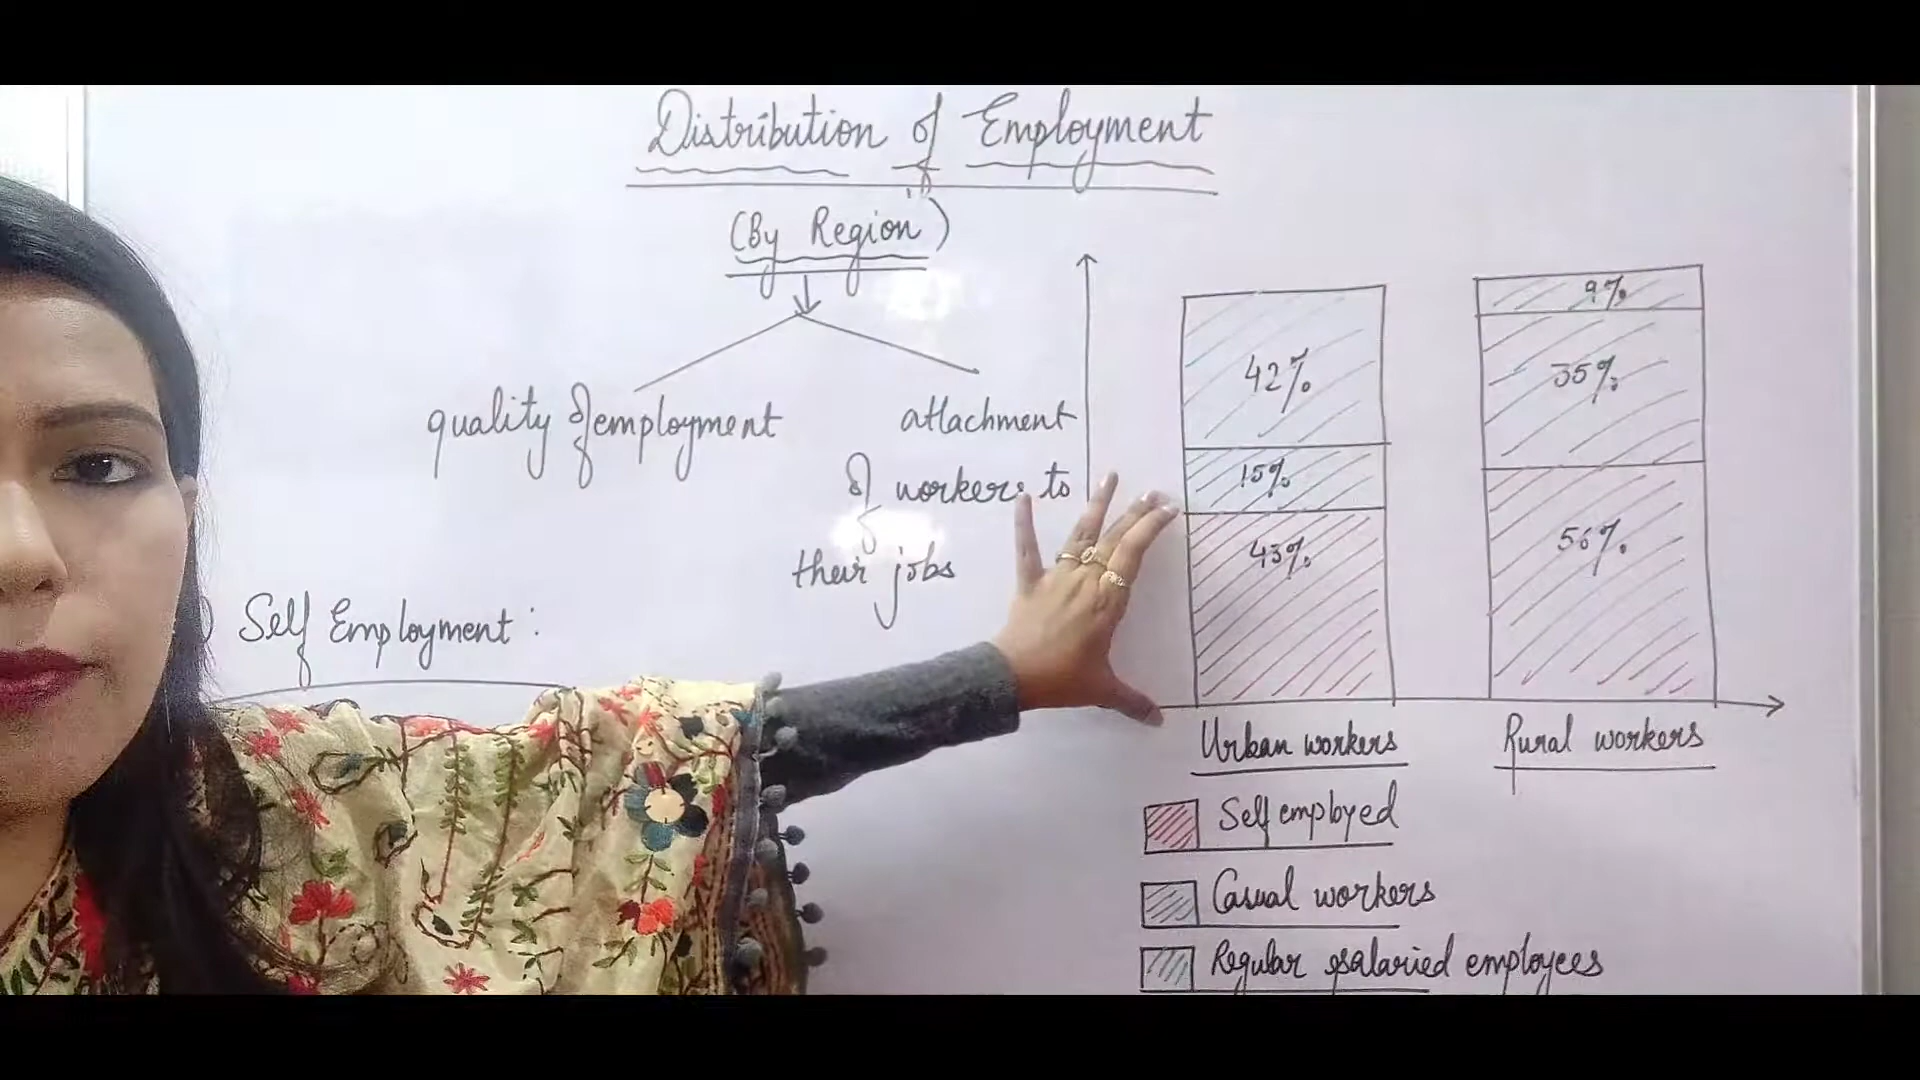 Distribution of Employment
(By Region)
quality of employment
attachment
of workers to
their jobs
Self Employment :
42%
15%
43%
9%
35%
56%
Urban workers
Rural workers
Self employed
Casual workers
Regular salaried employees